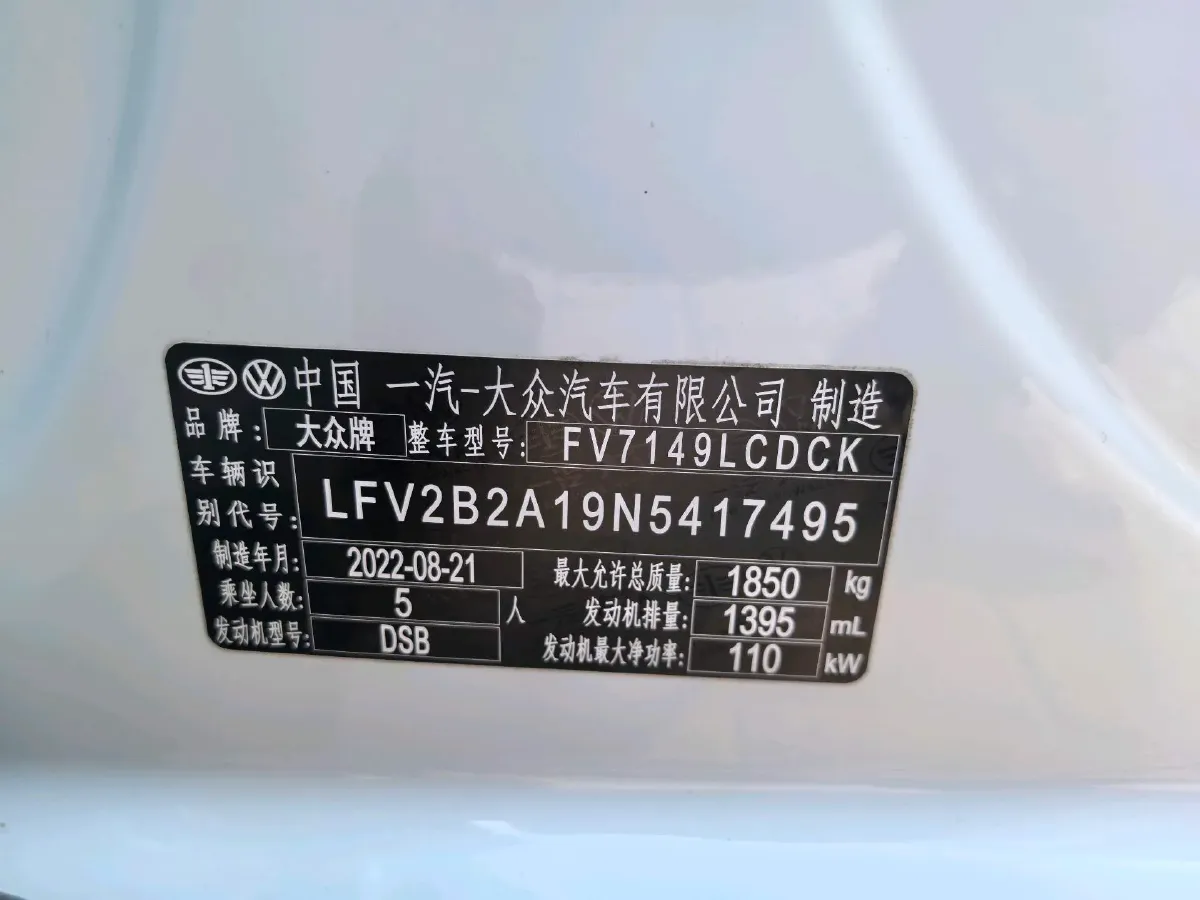 中国 一汽-大众汽车有限公司 制造
品牌: 大众牌 整车型号: FV7149LCDCK
车辆识别代号: LFV2B2A19N5417495
制造年月: 2022-08-21 最大允许总质量: 1850 kg
乘坐人数: 5 人 发动机排量: 1395 mL
发动机型号: DSB 发动机最大净功率: 110 kW